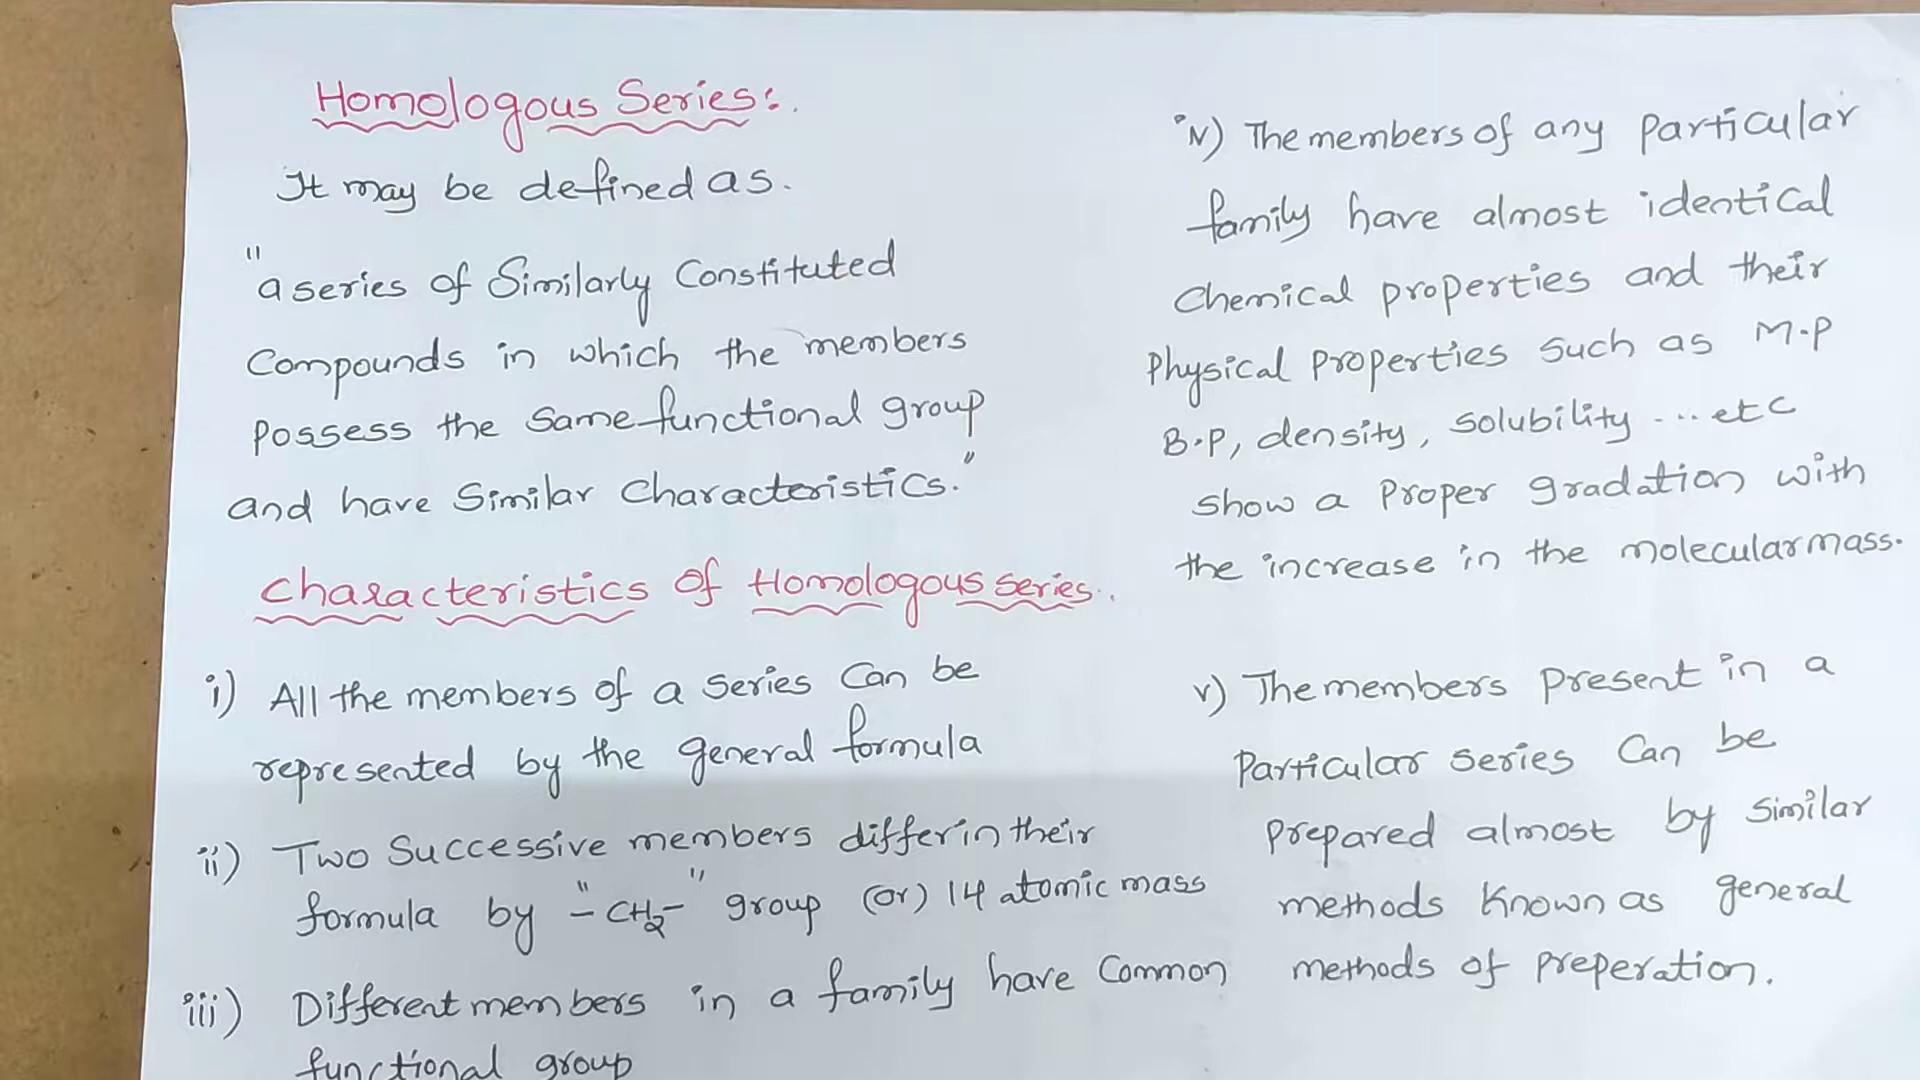 Homologous Series:.
It may be defined as.
"a series of Similarly Constituted
Compounds in which the members
Possess the Same functional group
and have Similar Characteristics."
Characteristics of Homologous series.
i) All the members of a Series Can be
represented by the general formula
ii) Two Successive members differ in their
formula by "-CH₂-" group (or) 14 atomic mass
iii) Different members in a family have Common
functional group
iv) The members of any Particular
family have almost identical
Chemical properties and their
Physical Properties Such as M.P
B.P, density, Solubility ... etc
show a Proper gradation with
the increase in the molecular mass.
v) The members Present in a
Particular Series Can be
Prepared almost by Similar
methods Known as general
methods of Preperation.